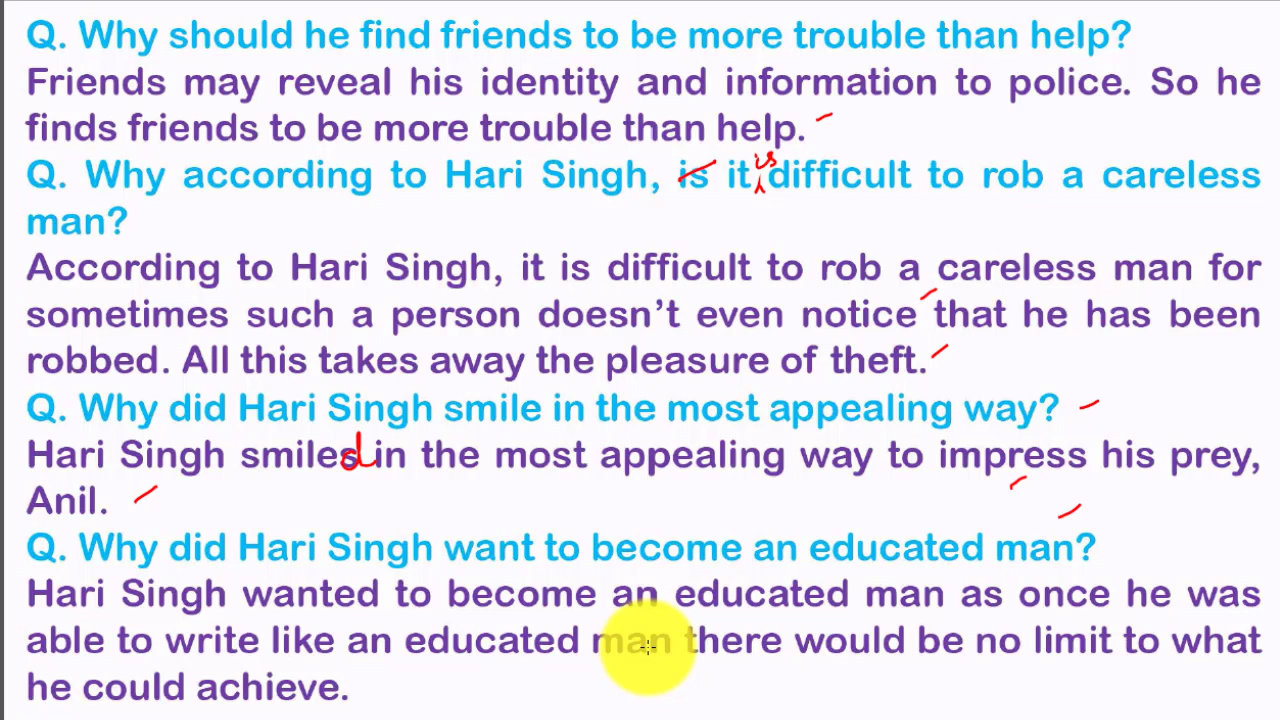 Q. Why should he find friends to be more trouble than help?
Friends may reveal his identity and information to police. So he
finds friends to be more trouble than help.
Q. Why according to Hari Singh, is it is difficult to rob a careless
man?
According to Hari Singh, it is difficult to rob a careless man for
sometimes such a person doesn't even notice that he has been
robbed. All this takes away the pleasure of theft.
Q. Why did Hari Singh smile in the most appealing way?
Hari Singh smiled in the most appealing way to impress his prey,
Anil.
Q. Why did Hari Singh want to become an educated man?
Hari Singh wanted to become an educated man as once he was
able to write like an educated man there would be no limit to what
he could achieve.